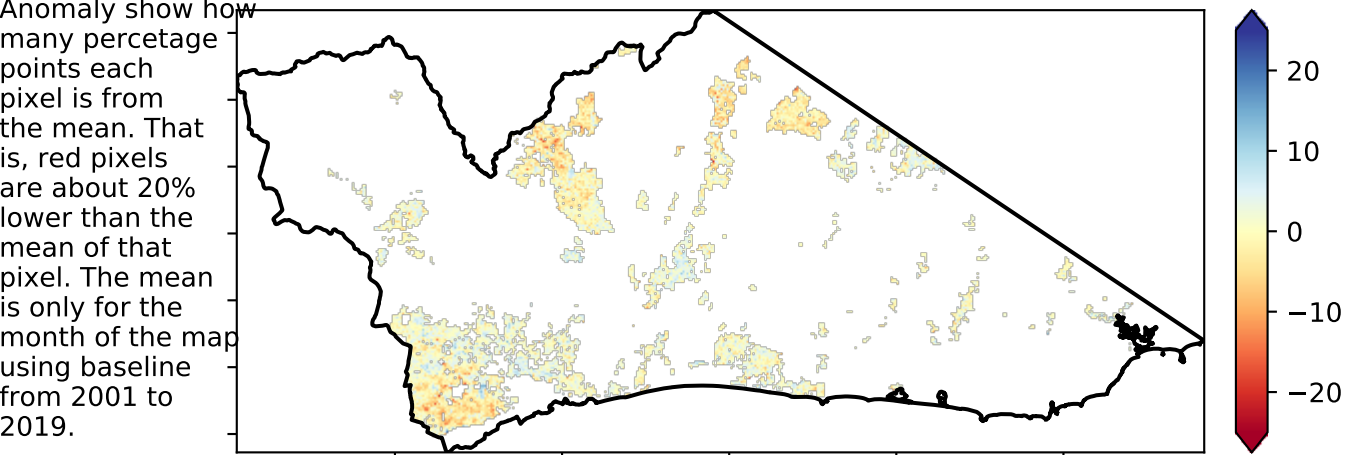 Anomaly show how
many percetage
points each
pixel is from
the mean. That
is, red pixels
are about 20%
lower than the
mean of that
pixel. The mean
is only for the
month of the map
using baseline
from 2001 to
2019.
20
10
0
−10
−20